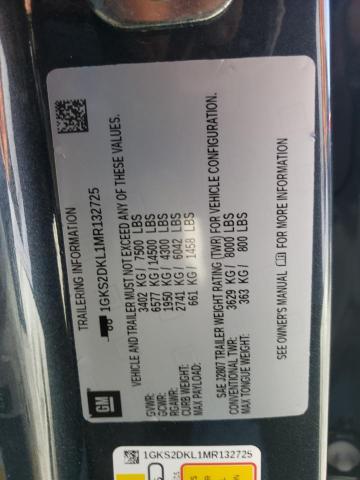 TRAILERING INFORMATION
1GKS2DKL1MR132725
VEHICLE AND TRAILER MUST NOT EXCEED ANY OF THESE VALUES.
GVWR: 3402 KG / 7500 LBS
GCWR: 6577 KG / 14500 LBS
RGAWR: 1950 KG / 4300 LBS
CURB WEIGHT: 2741 KG / 6042 LBS
MAX PAYLOAD: 661 KG / 1458 LBS
SAE J2807 TRAILER WEIGHT RATING (TWR) FOR VEHICLE CONFIGURATION.
CONVENTIONAL TWR: 3629 KG / 8000 LBS
MAX TW: 363 KG / 800 LBS
SEE OWNER'S MANUAL FOR MORE INFORMATION
GM
1GKS2DKL1MR132725